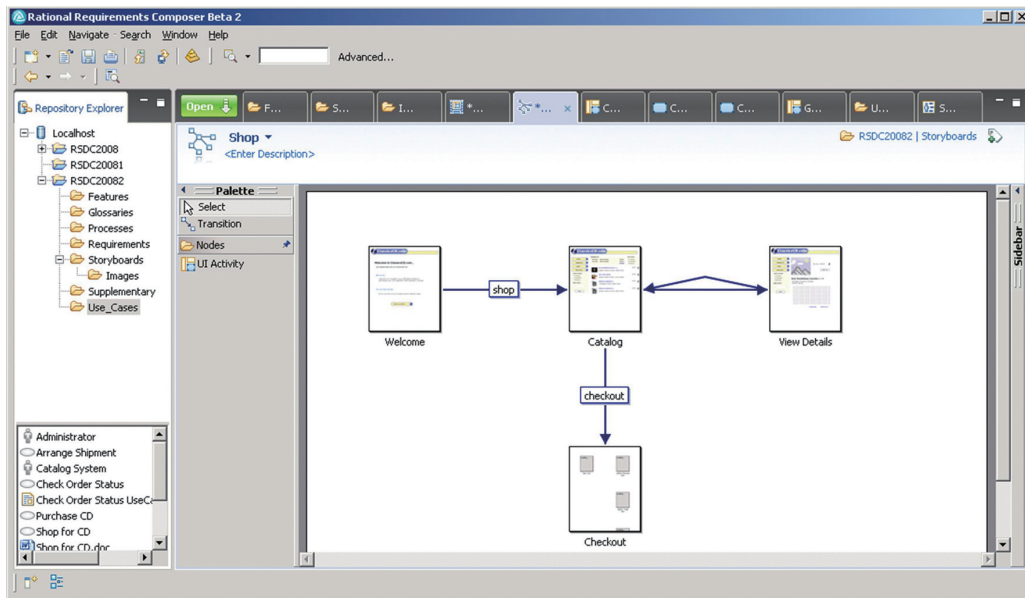 Rational Requirements Composer Beta 2
File Edit Navigate Search Window Help
Advanced...
Repository Explorer
Open F... S... I... *... *... C... C... C... G... U... S...
Localhost
RSDC2008
RSDC20081
RSDC20082
Features
Glossaries
Processes
Requirements
Storyboards
Images
Supplementary
Use_Cases
Shop
<Enter Description>
RSDC20082 | Storyboards
Palette
Select
Transition
Nodes
UI Activity
Sidebar
shop
Welcome
Catalog
View Details
checkout
Checkout
Administrator
Arrange Shipment
Catalog System
Check Order Status
Check Order Status UseCa
Purchase CD
Shop for CD
Shop for CD.doc